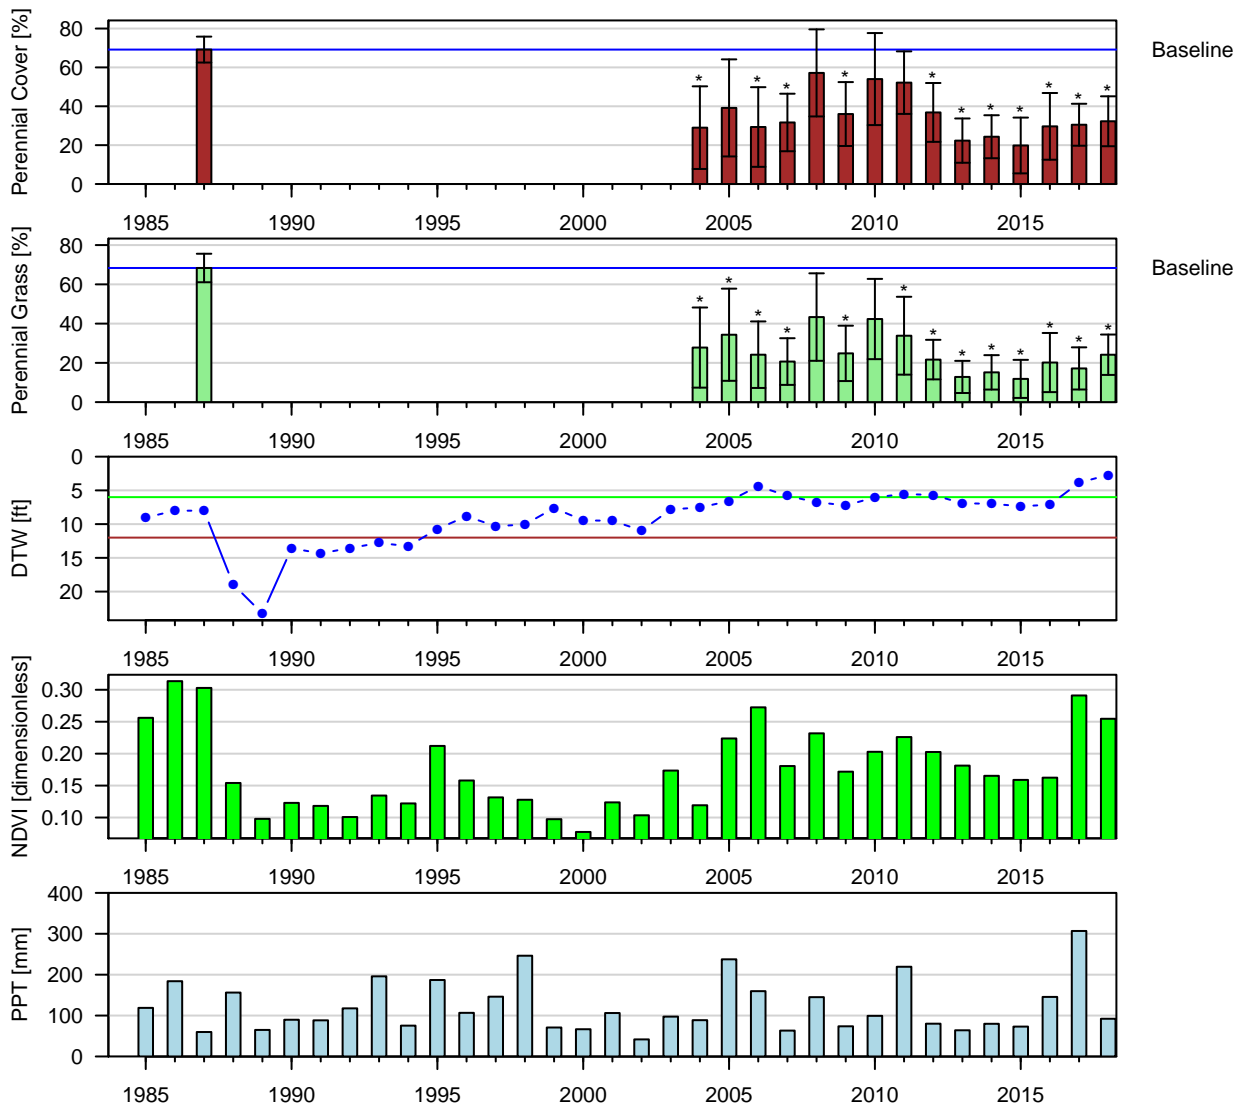 Perennial Cover [%]
80
60
40
20
0
Baseline
* * * * * * * * * * *
1985 1990 1995 2000 2005 2010 2015
Perennial Grass [%]
80
60
40
20
0
Baseline
* * * * * * * * * * * * *
1985 1990 1995 2000 2005 2010 2015
DTW [ft]
0
5
10
15
20
1985 1990 1995 2000 2005 2010 2015
NDVI [dimensionless]
0.30
0.25
0.20
0.15
0.10
1985 1990 1995 2000 2005 2010 2015
PPT [mm]
400
300
200
100
0
1985 1990 1995 2000 2005 2010 2015